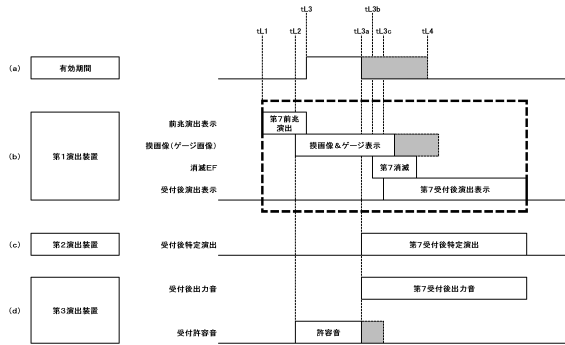 tL3 tL3b
tL1 tL2 tL3a tL3c tL4
(a) 有効期間
前兆演出表示 第7前兆
演出
(b) 第1演出装置 操画像(ゲージ画像) 操画像&ゲージ表示
消滅EF 第7消滅
受付後演出表示 第7受付後演出表示
(c) 第2演出装置 受付後特定演出 第7受付後特定演出
受付後出力音 第7受付後出力音
(d) 第3演出装置
受付許容音 許容音